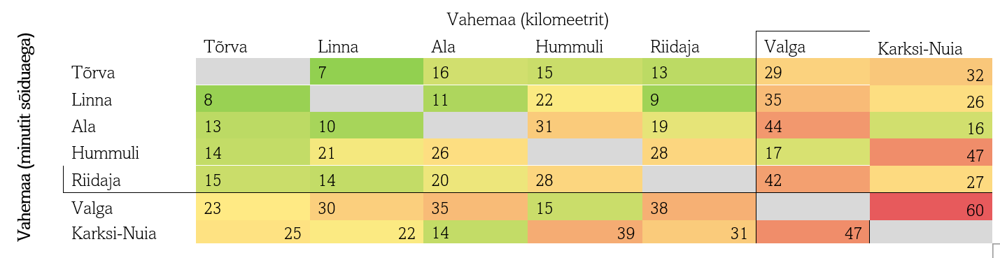 Vahemaa (kilomeetrit)
Vahemaa (minutit sõiduaega)
Tõrva Linna Ala Hummuli Riidaja Valga Karksi-Nuia
Tõrva 7 16 15 13 29 32
Linna 8 11 22 9 35 26
Ala 13 10 31 19 44 16
Hummuli 14 21 26 28 17 47
Riidaja 15 14 20 28 42 27
Valga 23 30 35 15 38 60
Karksi-Nuia 25 22 14 39 31 47